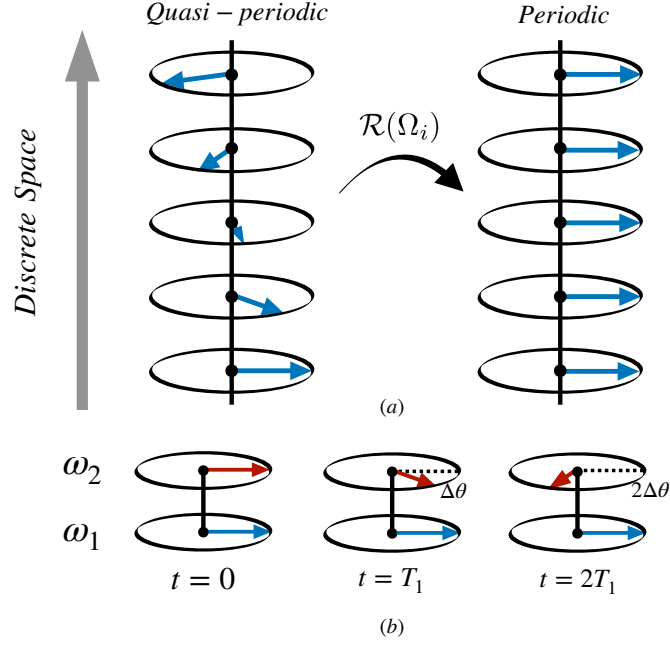 Quasi – periodic
Periodic
Discrete Space
R(Ωᵢ)
(a)
ω₂
Δθ
2Δθ
ω₁
t = 0
t = T₁
t = 2T₁
(b)